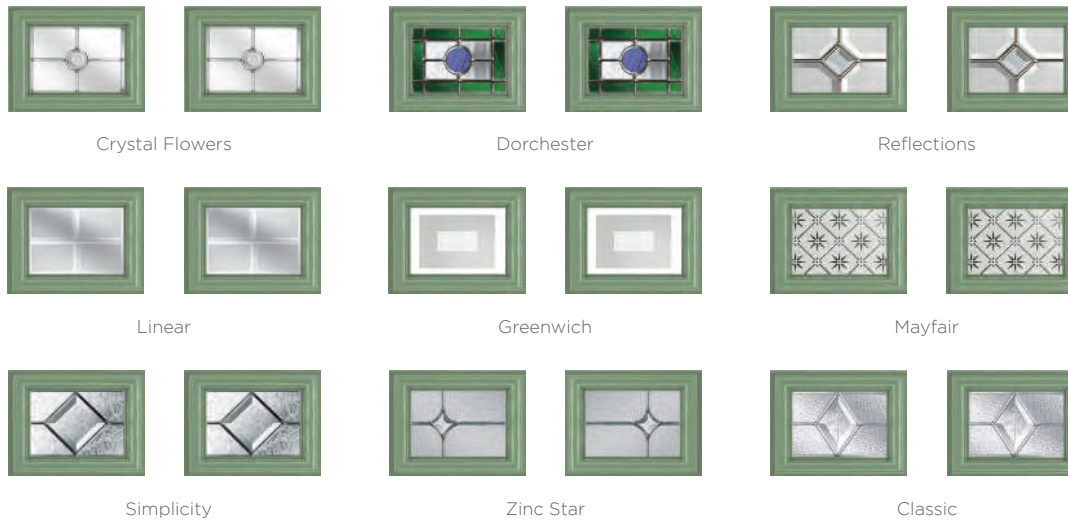 Crystal Flowers
Dorchester
Reflections
Linear
Greenwich
Mayfair
Simplicity
Zinc Star
Classic